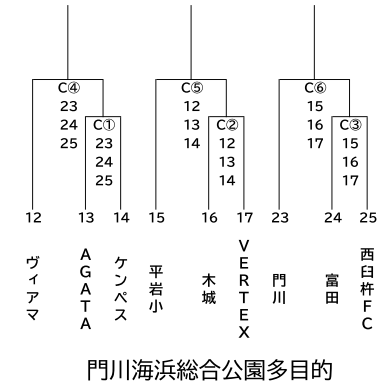 C④ C⑤ C⑥
23 12 15
24 C① 13 C② 16 C③
25 23 14 12 17 15
24 13 16
25 14 17
12 13 14 15 16 17 23 24 25
ヴィアマ
AGATA
ケンペス
平岩小
木城
VERTEX
門川
富田
西臼杵FC
門川海浜総合公園多目的